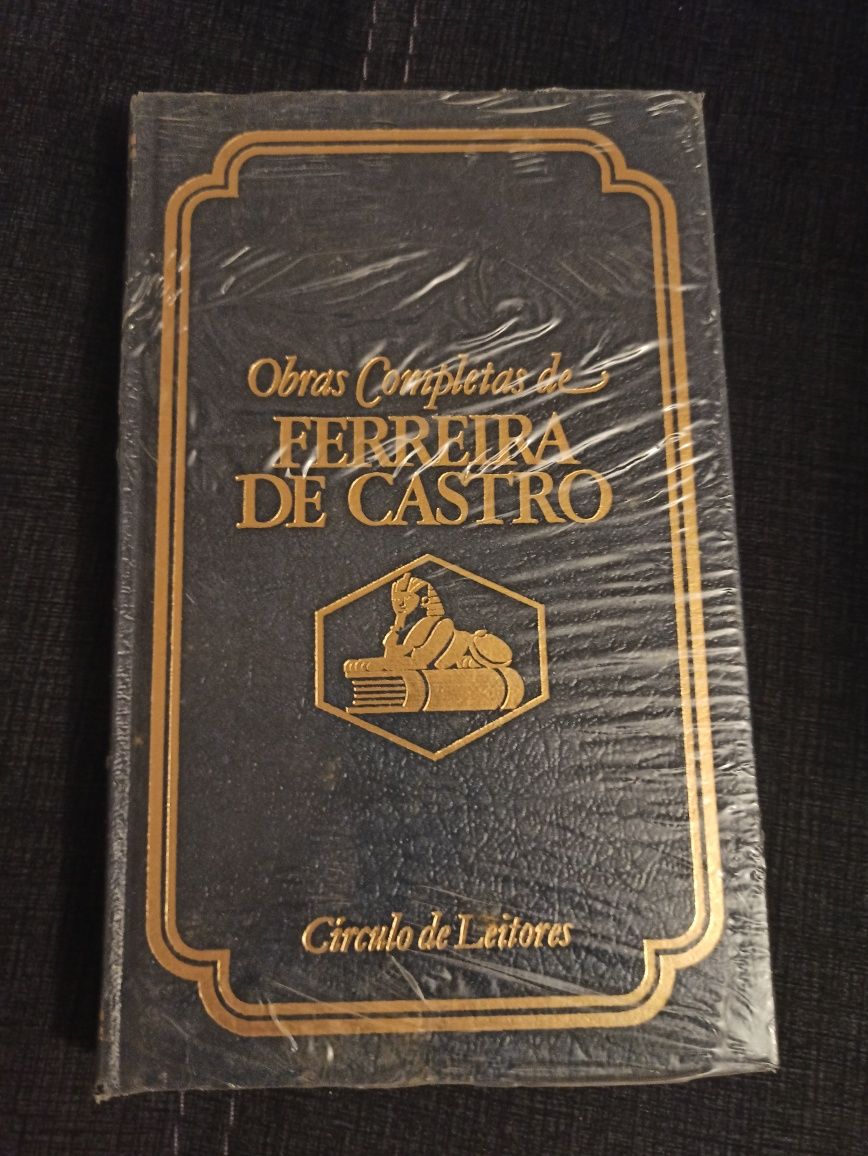 Obras Completas de
FERREIRA
DE CASTRO
Círculo de Leitores